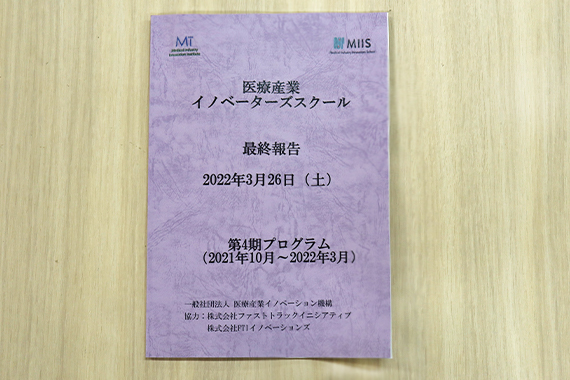 MT
MIIS
医療産業
イノベーターズスクール
最終報告
2022年3月26日（土）
第4期プログラム
（2021年10月～2022年3月）
一般社団法人 医療産業イノベーション機構
協力：株式会社ファストトラックイニシアティブ
株式会社FTIイノベーションズ